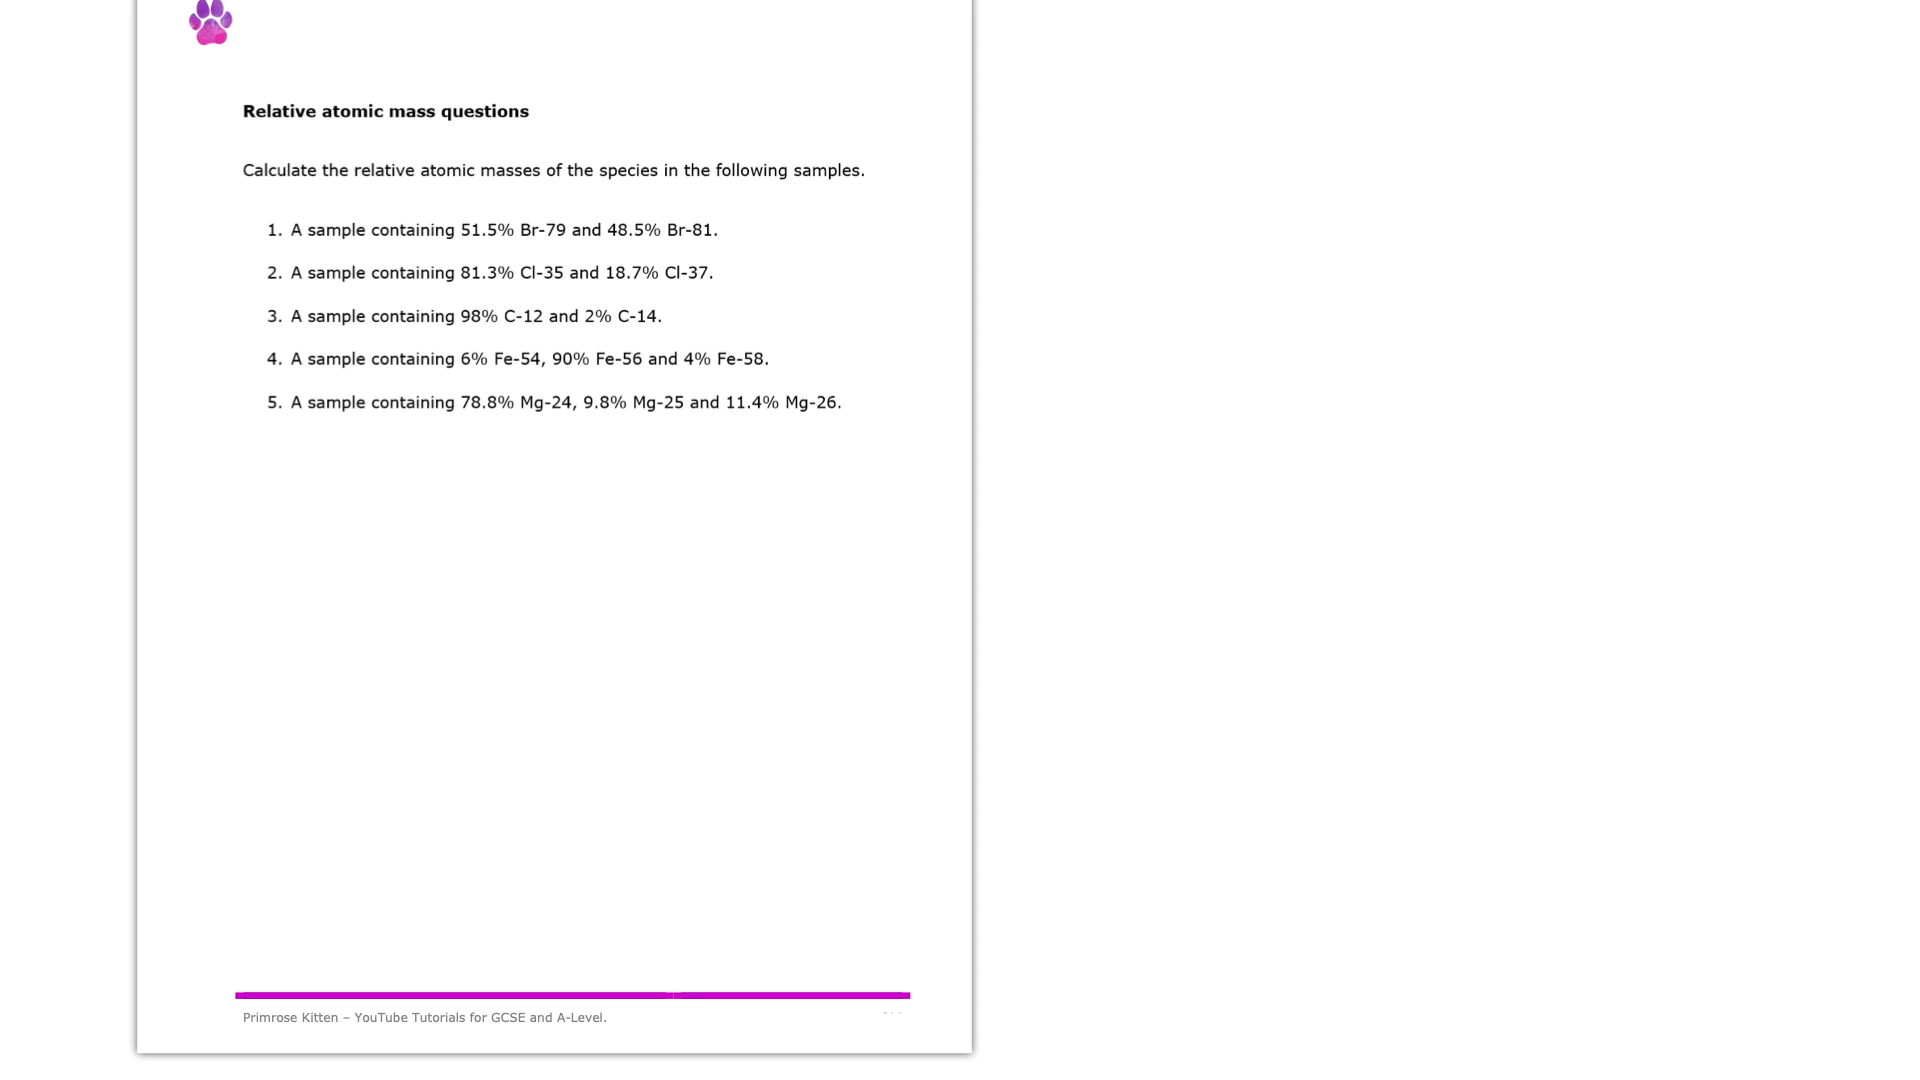 Relative atomic mass questions
Calculate the relative atomic masses of the species in the following samples.
1. A sample containing 51.5% Br-79 and 48.5% Br-81.
2. A sample containing 81.3% Cl-35 and 18.7% Cl-37.
3. A sample containing 98% C-12 and 2% C-14.
4. A sample containing 6% Fe-54, 90% Fe-56 and 4% Fe-58.
5. A sample containing 78.8% Mg-24, 9.8% Mg-25 and 11.4% Mg-26.
Primrose Kitten – YouTube Tutorials for GCSE and A-Level.